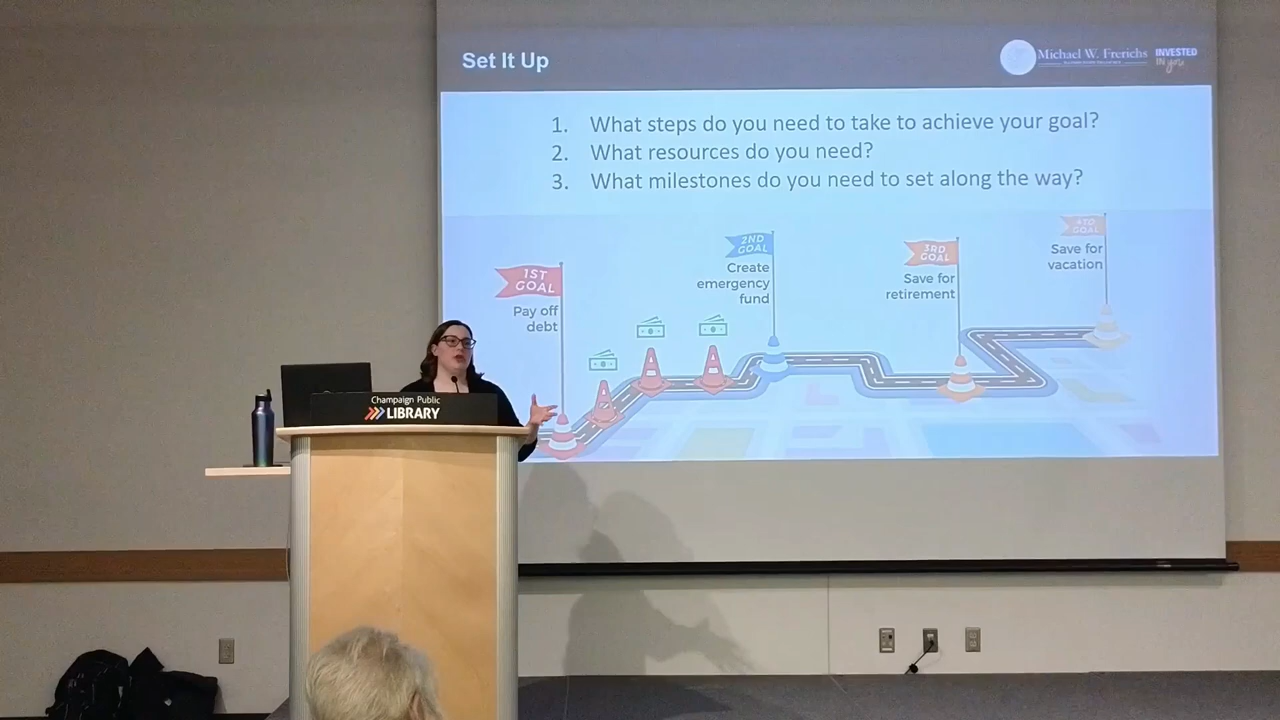 Set It Up
Michael W. Frerichs
INVESTED
IN you
1. What steps do you need to take to achieve your goal?
2. What resources do you need?
3. What milestones do you need to set along the way?
1ST
GOAL
Pay off
debt
2ND
GOAL
Create
emergency
fund
3RD
GOAL
Save for
retirement
GOAL
Save for
vacation
Champaign Public
LIBRARY